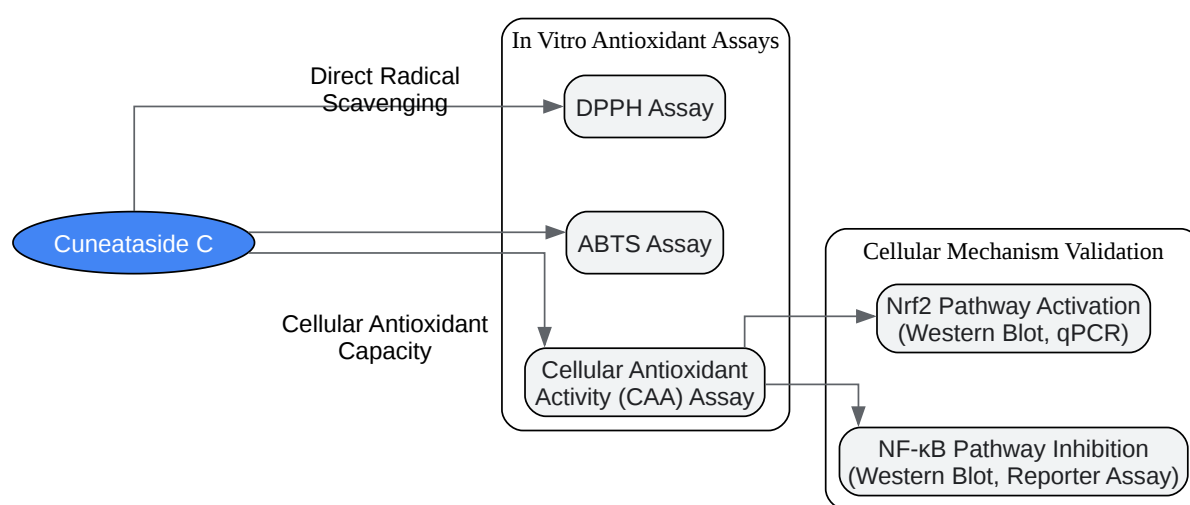 In Vitro Antioxidant Assays
Direct Radical
Scavenging
DPPH Assay
Cuneataside C
ABTS Assay
Cellular Mechanism Validation
Nrf2 Pathway Activation
(Western Blot, qPCR)
Cellular Antioxidant
Capacity
Cellular Antioxidant
Activity (CAA) Assay
NF-κB Pathway Inhibition
(Western Blot, Reporter Assay)